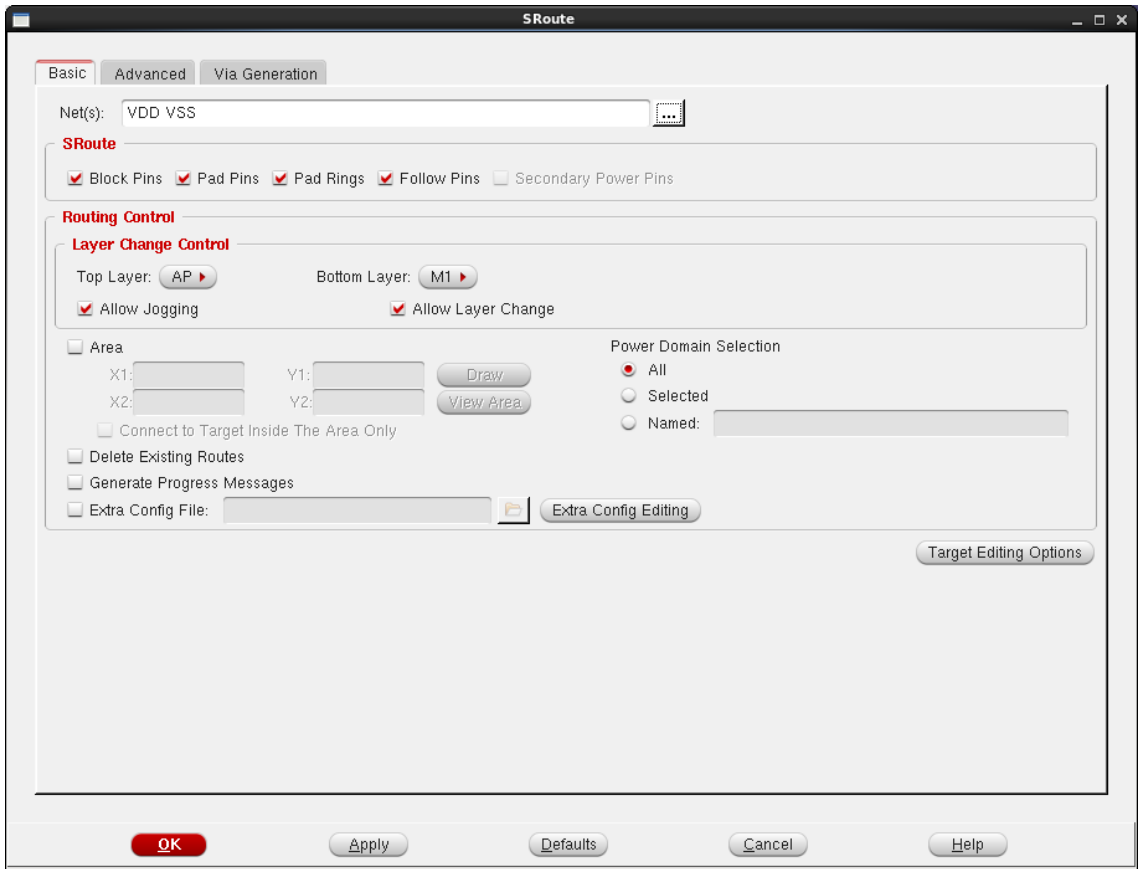 SRoute
Basic Advanced Via Generation
Net(s): VDD VSS ...
SRoute
Block Pins Pad Pins Pad Rings Follow Pins Secondary Power Pins
Routing Control
Layer Change Control
Top Layer: AP Bottom Layer: M1
Allow Jogging Allow Layer Change
Area Power Domain Selection
X1: Y1: Draw All
X2: Y2: View Area Selected
Connect to Target Inside The Area Only Named:
Delete Existing Routes
Generate Progress Messages
Extra Config File: Extra Config Editing
Target Editing Options
OK Apply Defaults Cancel Help